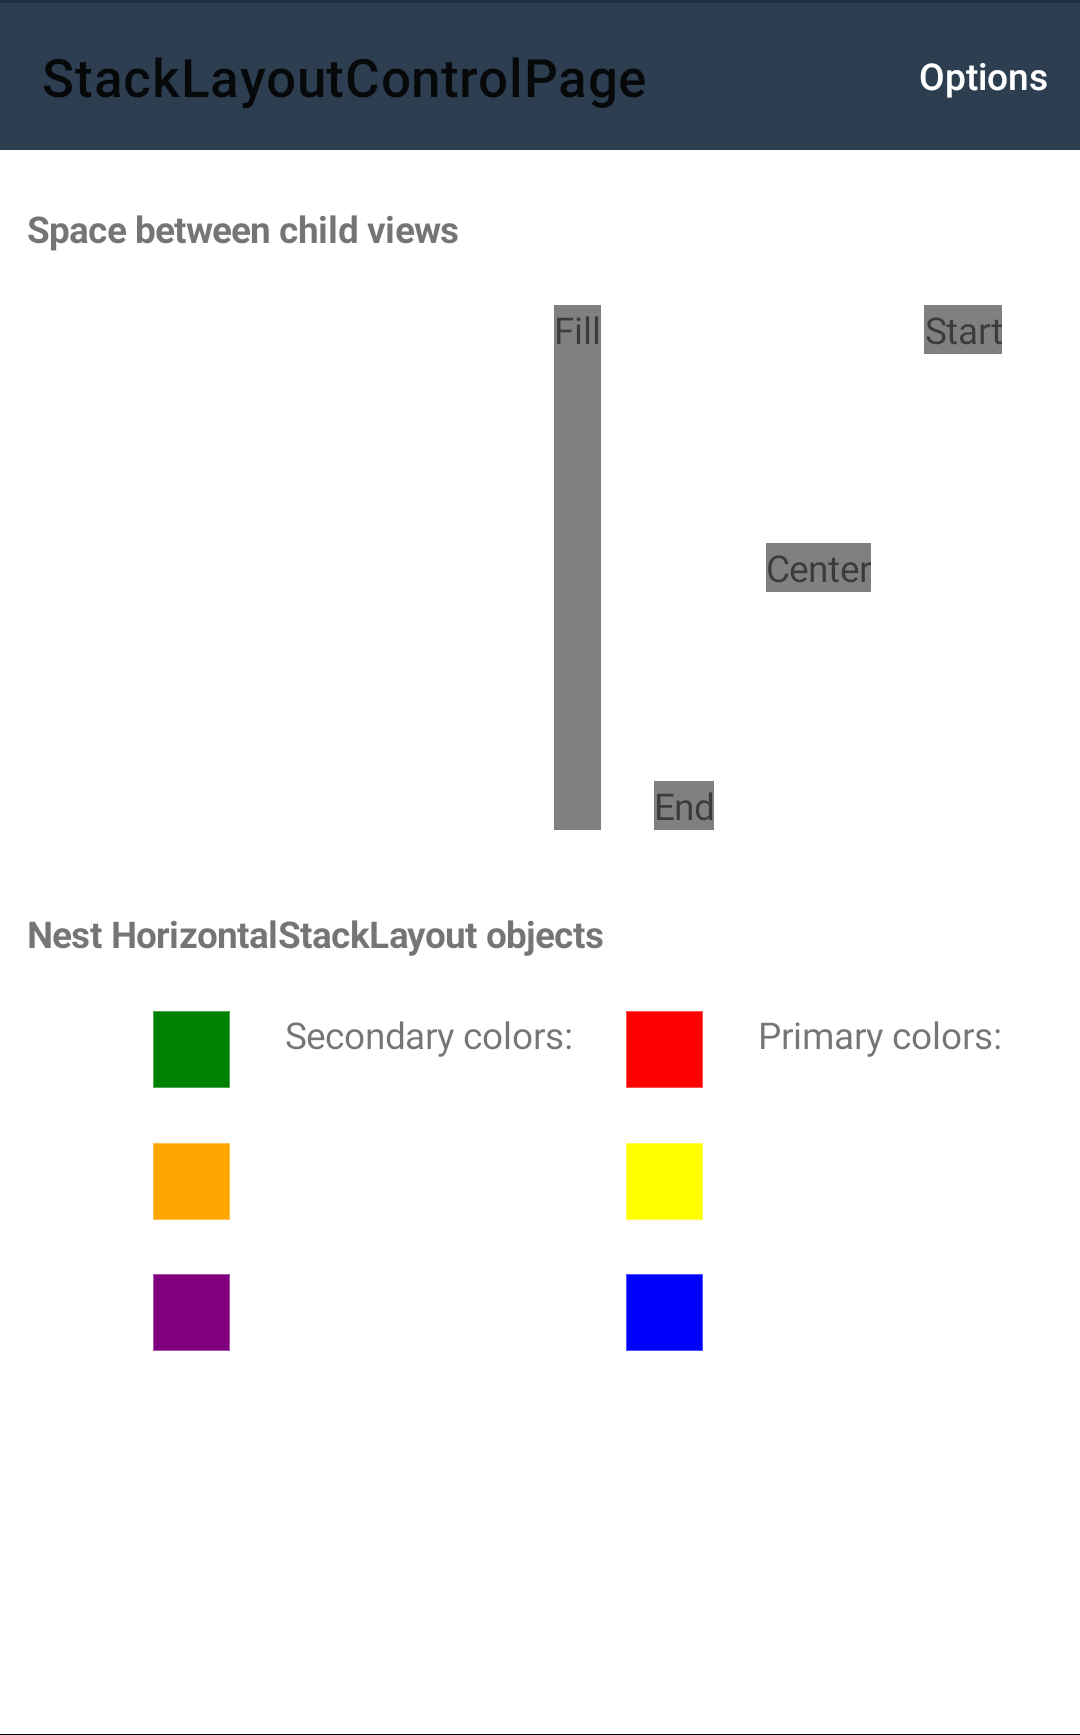 StackLayoutControlPage
Options
Space between child views
Fill
Start
Center
End
Nest HorizontalStackLayout objects
Secondary colors:
Primary colors: